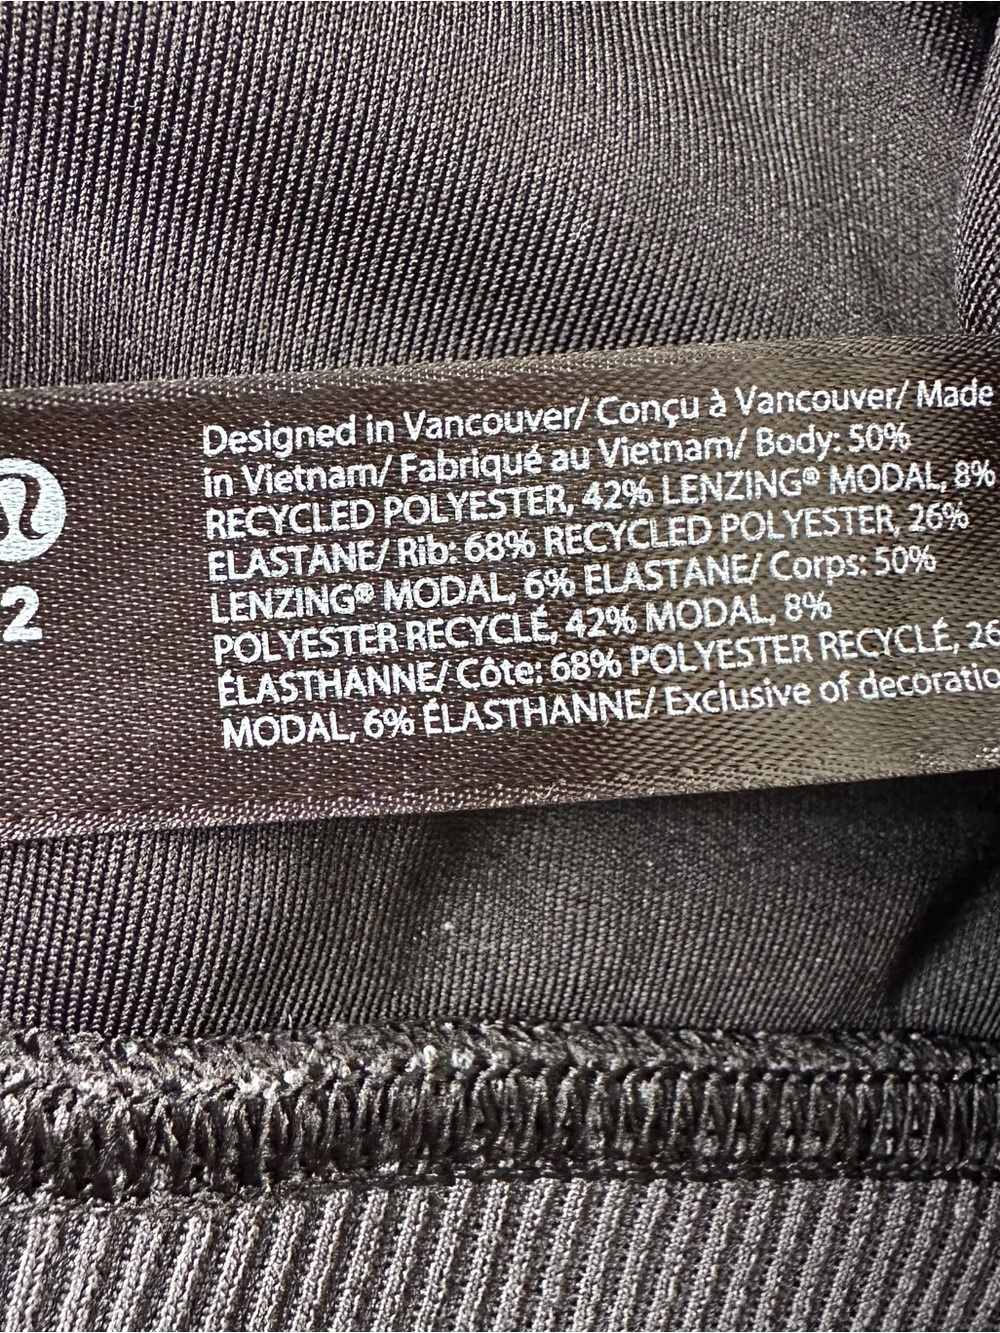 Designed in Vancouver/ Conçu à Vancouver/ Made
in Vietnam/ Fabriqué au Vietnam/ Body: 50%
RECYCLED POLYESTER, 42% LENZING® MODAL, 8%
ELASTANE/ Rib: 68% RECYCLED POLYESTER, 26%
LENZING® MODAL, 6% ELASTANE/ Corps: 50%
POLYESTER RECYCLÉ, 42% MODAL, 8%
ÉLASTHANNE/ Côte: 68% POLYESTER RECYCLÉ, 26
MODAL, 6% ÉLASTHANNE/ Exclusive of decoratio
2